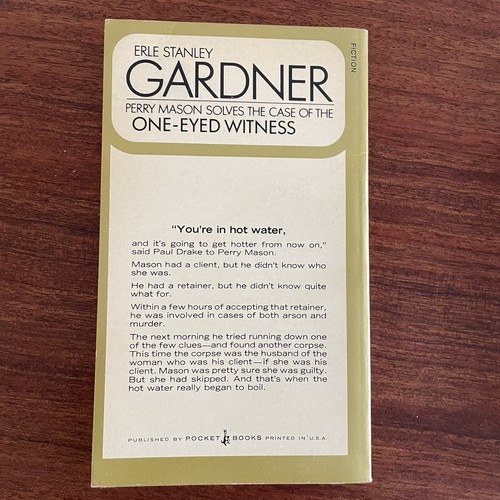 ERLE STANLEY
GARDNER
PERRY MASON SOLVES THE CASE OF THE
ONE-EYED WITNESS
FICTION
"You're in hot water,
and it's going to get hotter from now on,"
said Paul Drake to Perry Mason.
Mason had a client, but he didn't know who
she was.
He had a retainer, but he didn't know quite
what for.
Within a few hours of accepting that retainer,
he was involved in cases of both arson and
murder.
The next morning he tried running down one
of the few clues—and found another corpse.
This time the corpse was the husband of the
woman who was his client—if she was his
client. Mason was pretty sure she was guilty.
But she had skipped. And that's when the
hot water really began to boil.
PUBLISHED BY POCKET BOOKS PRINTED IN U.S.A.